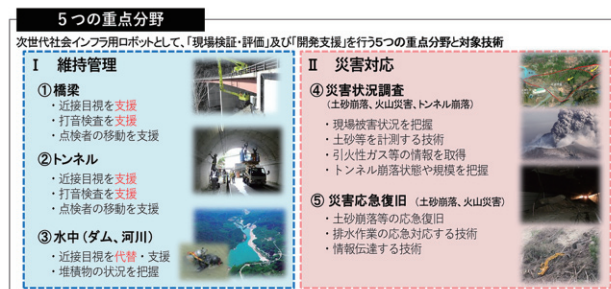 ５つの重点分野
次世代社会インフラ用ロボットとして、「現場検証・評価」及び「開発支援」を行う5つの重点分野と対象技術
Ⅰ 維持管理
①橋梁
・近接目視を支援
・打音検査を支援
・点検者の移動を支援
②トンネル
・近接目視を支援
・打音検査を支援
・点検者の移動を支援
③水中（ダム、河川）
・近接目視を代替・支援
・堆積物の状況を把握
Ⅱ 災害対応
④災害状況調査
（土砂崩落、火山災害、トンネル崩落）
・現場被害状況を把握
・土砂等を計測する技術
・引火性ガス等の情報を取得
・トンネル崩落状態や規模を把握
⑤ 災害応急復旧 （土砂崩落、火山災害）
・土砂崩落等の応急復旧
・排水作業の応急対応する技術
・情報伝達する技術